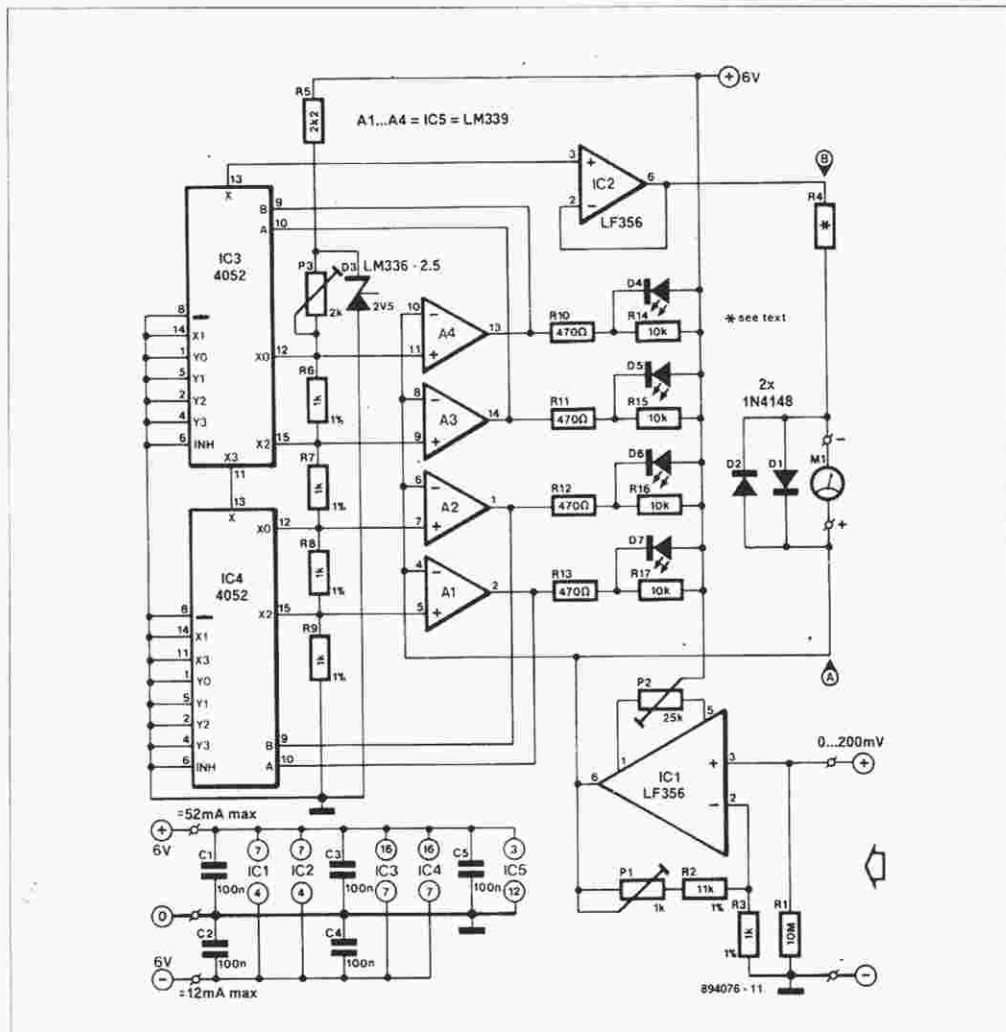 6V
R5
2k2
A1...A4 = IC5 = LM339
13
X
3
+
IC2
6
2
−
LF356
B
R4
*
B
9
A
10
IC3
4052
P3
2k
D3
LM336 - 2.5
2V5
8
14
X1
1
Y0
5
Y1
2
Y2
4
Y3
6
INH
X0
12
R6
1k
1%
X2
15
X3
11
10
−
A4
13
11
+
8
−
A3
14
9
+
6
−
A2
1
7
+
4
−
A1
2
5
+
R10
470Ω
D4
R14
10k
R11
470Ω
D5
R15
10k
R12
470Ω
D6
R16
10k
R13
470Ω
D7
R17
10k
* see text
2x
1N4148
D2
D1
−
M1
+
R7
1k
1%
13
X
X0
12
R8
1k
1%
IC4
4052
X2
15
R9
1k
1%
8
14
X1
11
X3
1
Y0
5
Y1
2
Y2
4
Y3
6
INH
B
9
A
10
A
P2
25k
1
5
6
IC1
LF356
+
3
−
2
0...200mV
+
P1
1k
R2
11k
1%
R3
1k
1%
R1
10M
−
894076 - 11
=52mA max
+
6V
C1
100n
7
IC1
4
7
IC2
4
C3
100n
16
IC3
7
16
IC4
7
C5
100n
3
IC5
12
0
C2
100n
C4
100n
6V
−
=12mA max